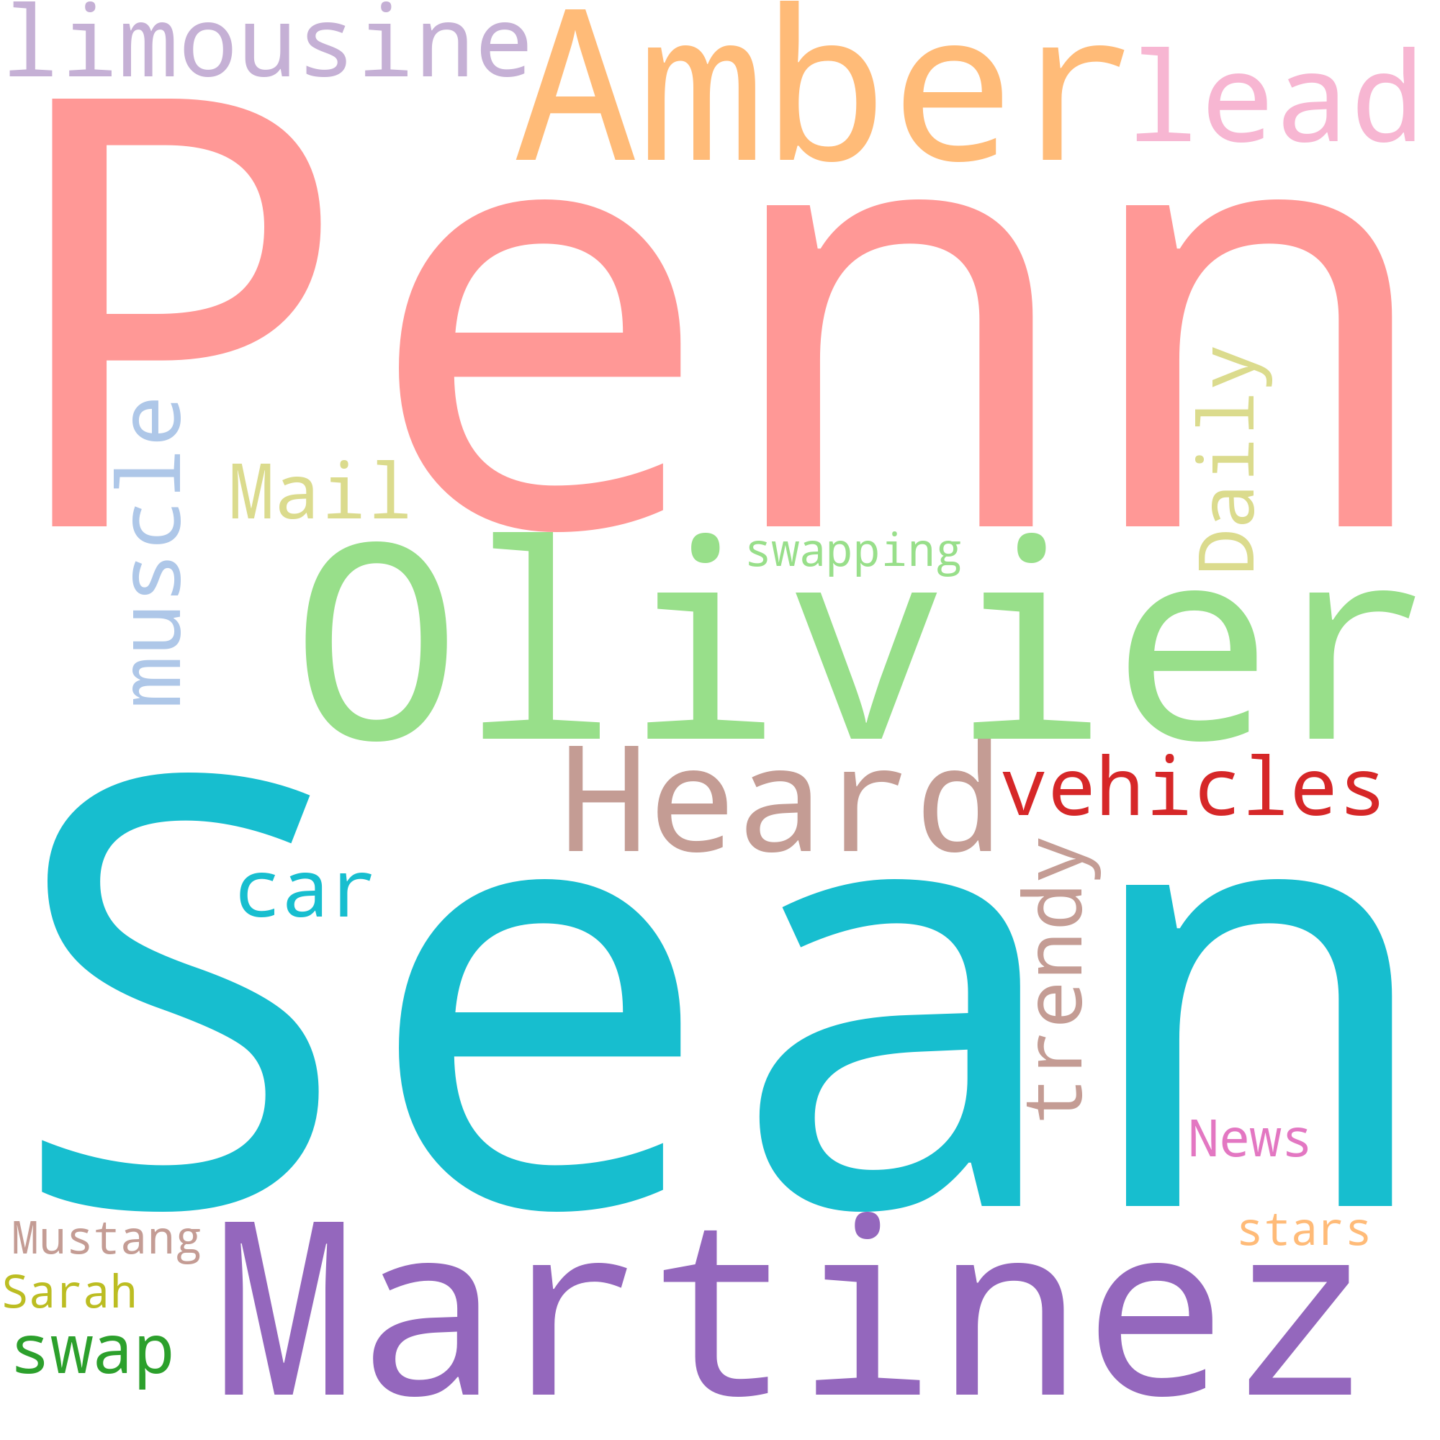 limousine
Amber
lead
Penn
Daily
muscle
Mail
swapping
Olivier
Heard
vehicles
trendy
car
Sean
News
Mustang
stars
Sarah
swap
Martinez